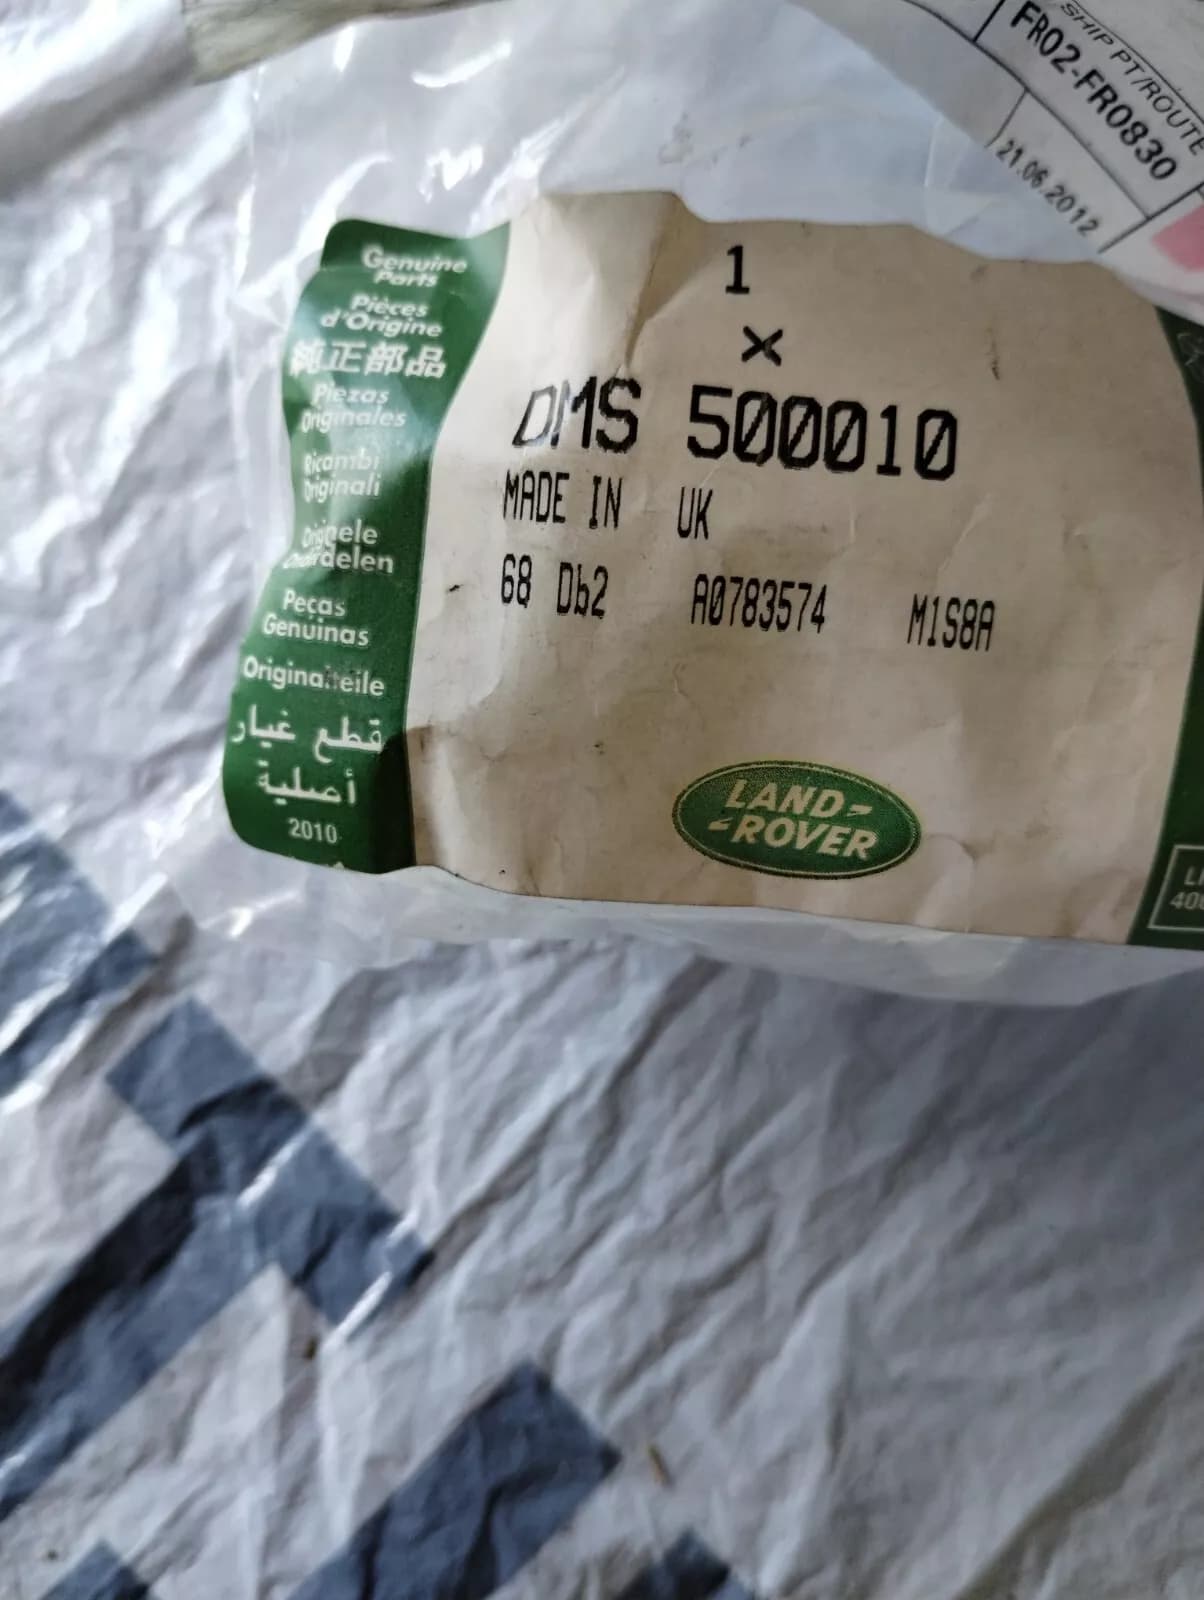 SHIP PT/ROUTE
FR02-FR0830
21.06.2012
Genuine
Parts
Pièces
d'Origine
純正部品
Piezas
Originales
Ricambi
Originali
Originele
Onderdelen
Peças
Genuinas
Originalteile
قطع غيار
أصلية
2010
1
x
DMS 500010
MADE IN UK
68 Db2 A0783574 M1S8A
LAND-
-ROVER